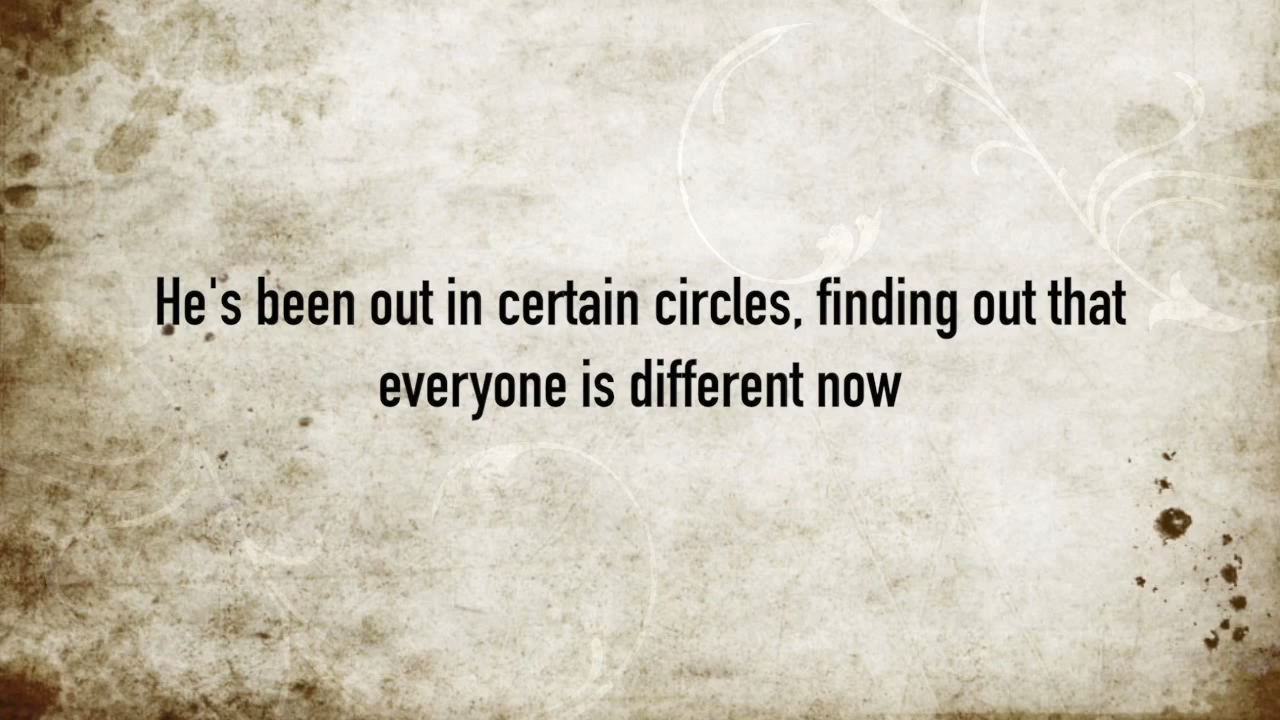 He's been out in certain circles, finding out that
everyone is different now